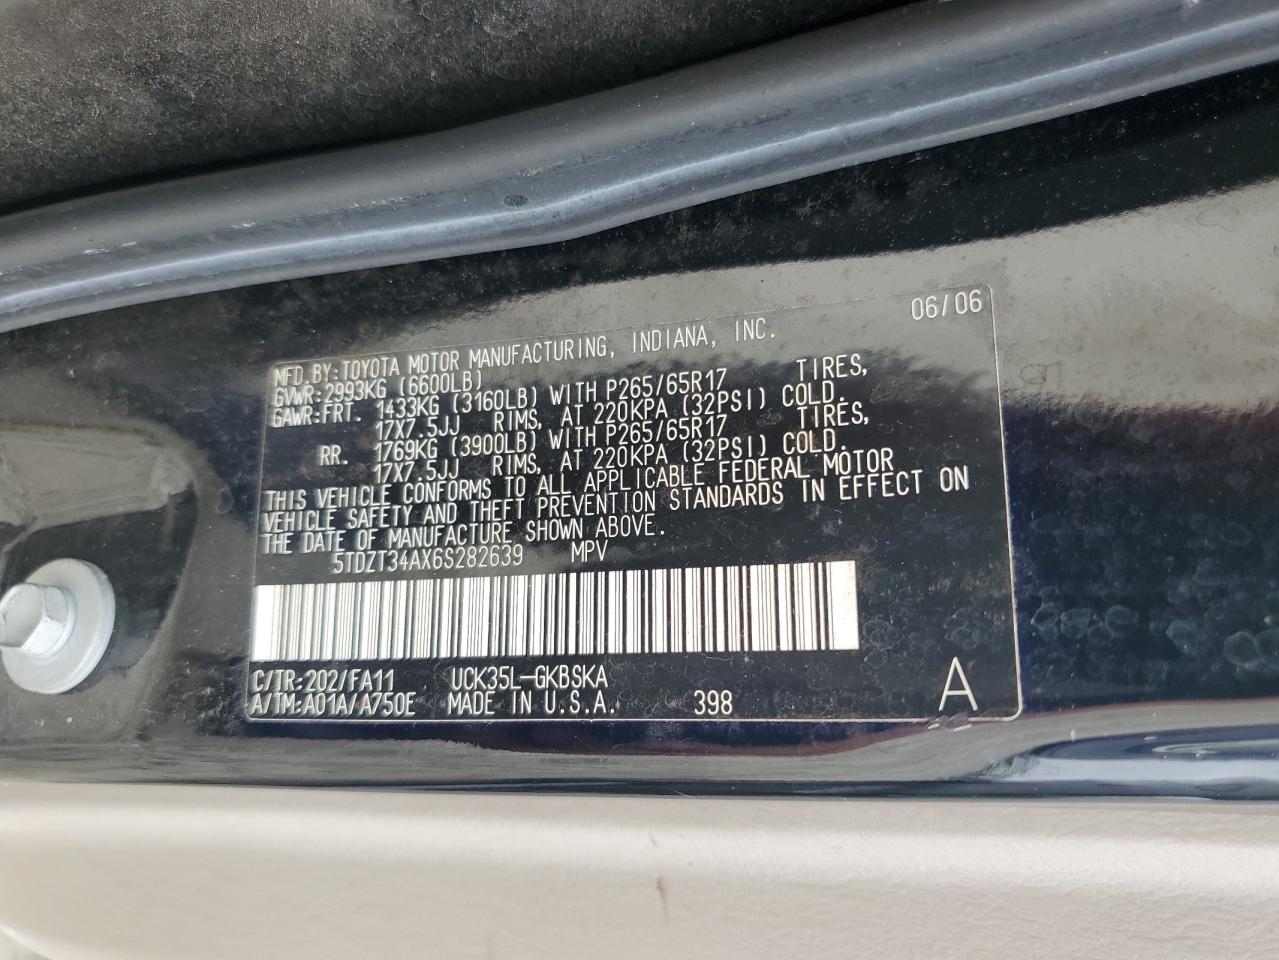 06/06
MFD.BY:TOYOTA MOTOR MANUFACTURING, INDIANA, INC.
GVWR:2993KG (6600LB)
GAWR:FRT. 1433KG (3160LB) WITH P265/65R17 TIRES,
17X7.5JJ RIMS, AT 220KPA (32PSI) COLD.
RR. 1769KG (3900LB) WITH P265/65R17 TIRES,
17X7.5JJ RIMS, AT 220KPA (32PSI) COLD.
THIS VEHICLE CONFORMS TO ALL APPLICABLE FEDERAL MOTOR
VEHICLE SAFETY AND THEFT PREVENTION STANDARDS IN EFFECT ON
THE DATE OF MANUFACTURE SHOWN ABOVE.
5TDZT34AX6S282639 MPV
C/TR:202/FA11 UCK35L-GKBSKA
A/TM:A01A/A750E MADE IN U.S.A. 398 A